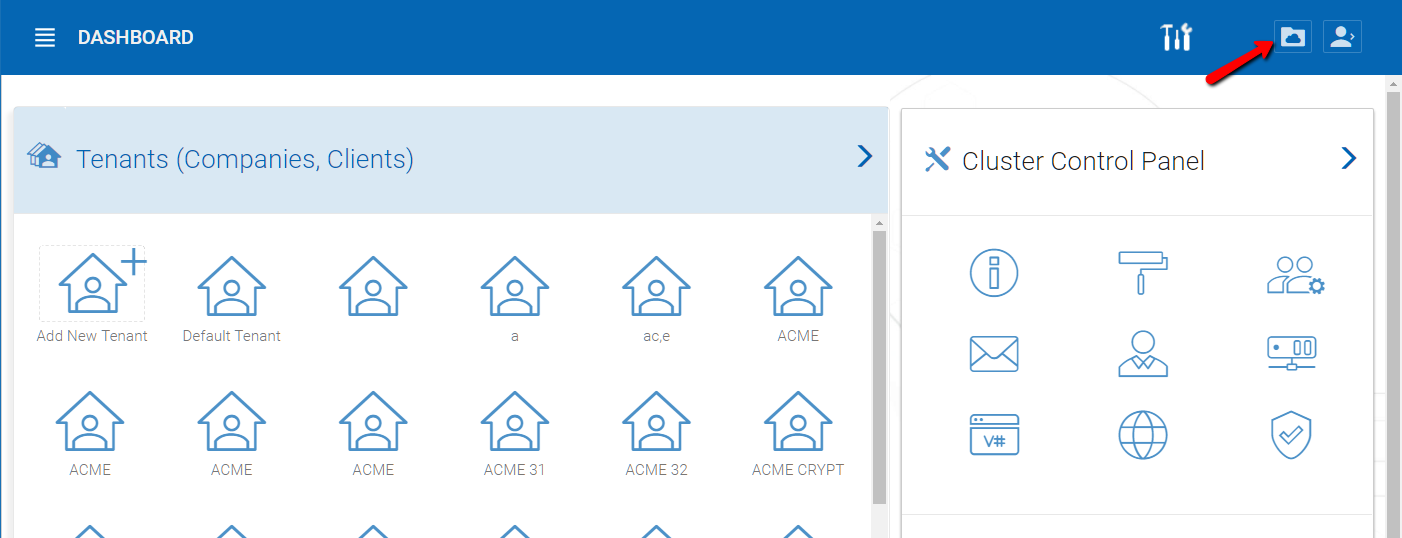 DASHBOARD
Tenants (Companies, Clients)
Cluster Control Panel
Add New Tenant
Default Tenant
a
ac,e
ACME
ACME
ACME
ACME
ACME 31
ACME 32
ACME CRYPT
V#